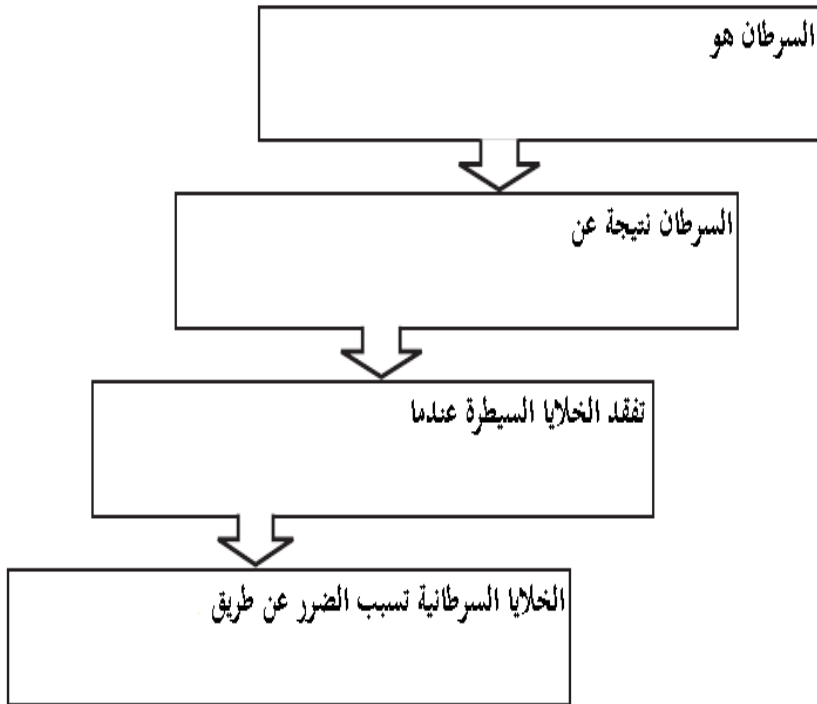 السرطان هو
السرطان نتيجة عن
تفقد الخلايا السيطرة عندما
الخلايا السرطانية تسبب الضرر عن طريق